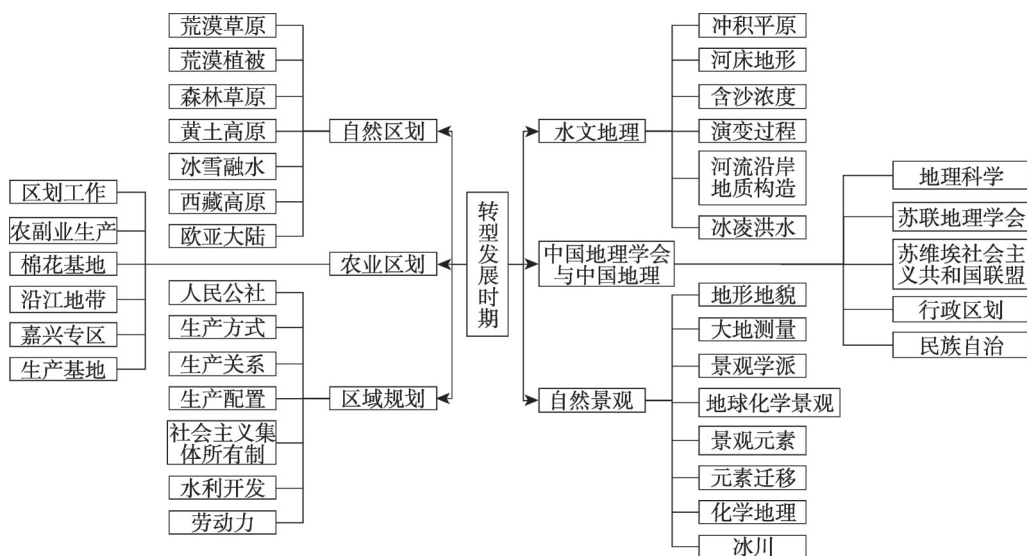 荒漠草原
荒漠植被
森林草原
黄土高原
冰雪融水
西藏高原
欧亚大陆
自然区划
区划工作
农副业生产
棉花基地
沿江地带
嘉兴专区
生产基地
农业区划
人民公社
生产方式
生产关系
生产配置
社会主义集
体所有制
水利开发
劳动力
区域规划
转型发展时期
冲积平原
河床地形
含沙浓度
演变过程
河流沿岸
地质构造
冰凌洪水
水文地理
中国地理学会
与中国地理
地理科学
苏联地理学会
苏维埃社会主
义共和国联盟
行政区划
民族自治
地形地貌
大地测量
景观学派
地球化学景观
景观元素
元素迁移
化学地理
冰川
自然景观